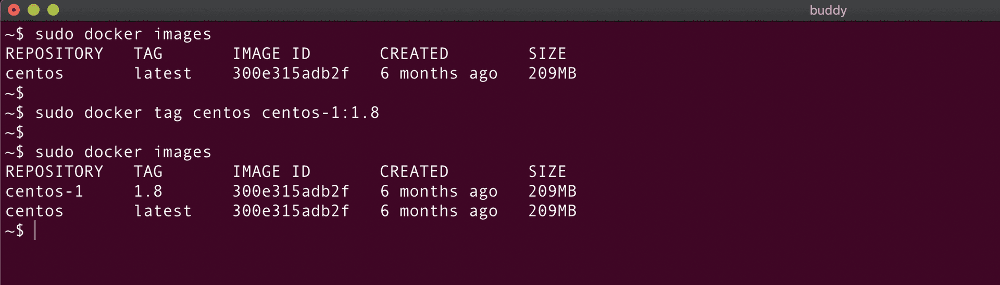 buddy
~$ sudo docker images
REPOSITORY   TAG       IMAGE ID       CREATED        SIZE
centos       latest    300e315adb2f   6 months ago   209MB
~$
~$ sudo docker tag centos centos-1:1.8
~$
~$ sudo docker images
REPOSITORY   TAG       IMAGE ID       CREATED        SIZE
centos-1     1.8       300e315adb2f   6 months ago   209MB
centos       latest    300e315adb2f   6 months ago   209MB
~$